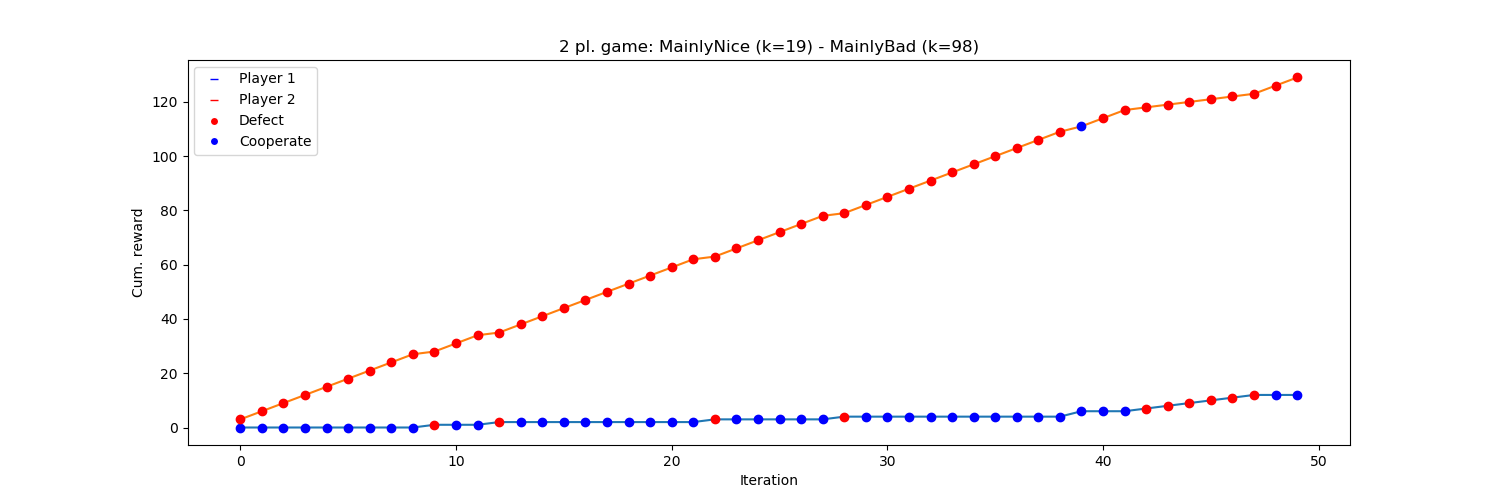 2 pl. game: MainlyNice (k=19) - MainlyBad (k=98)
Player 1
Player 2
Defect
Cooperate
Cum. reward
120
100
80
60
40
20
0
0 10 20 30 40 50
Iteration